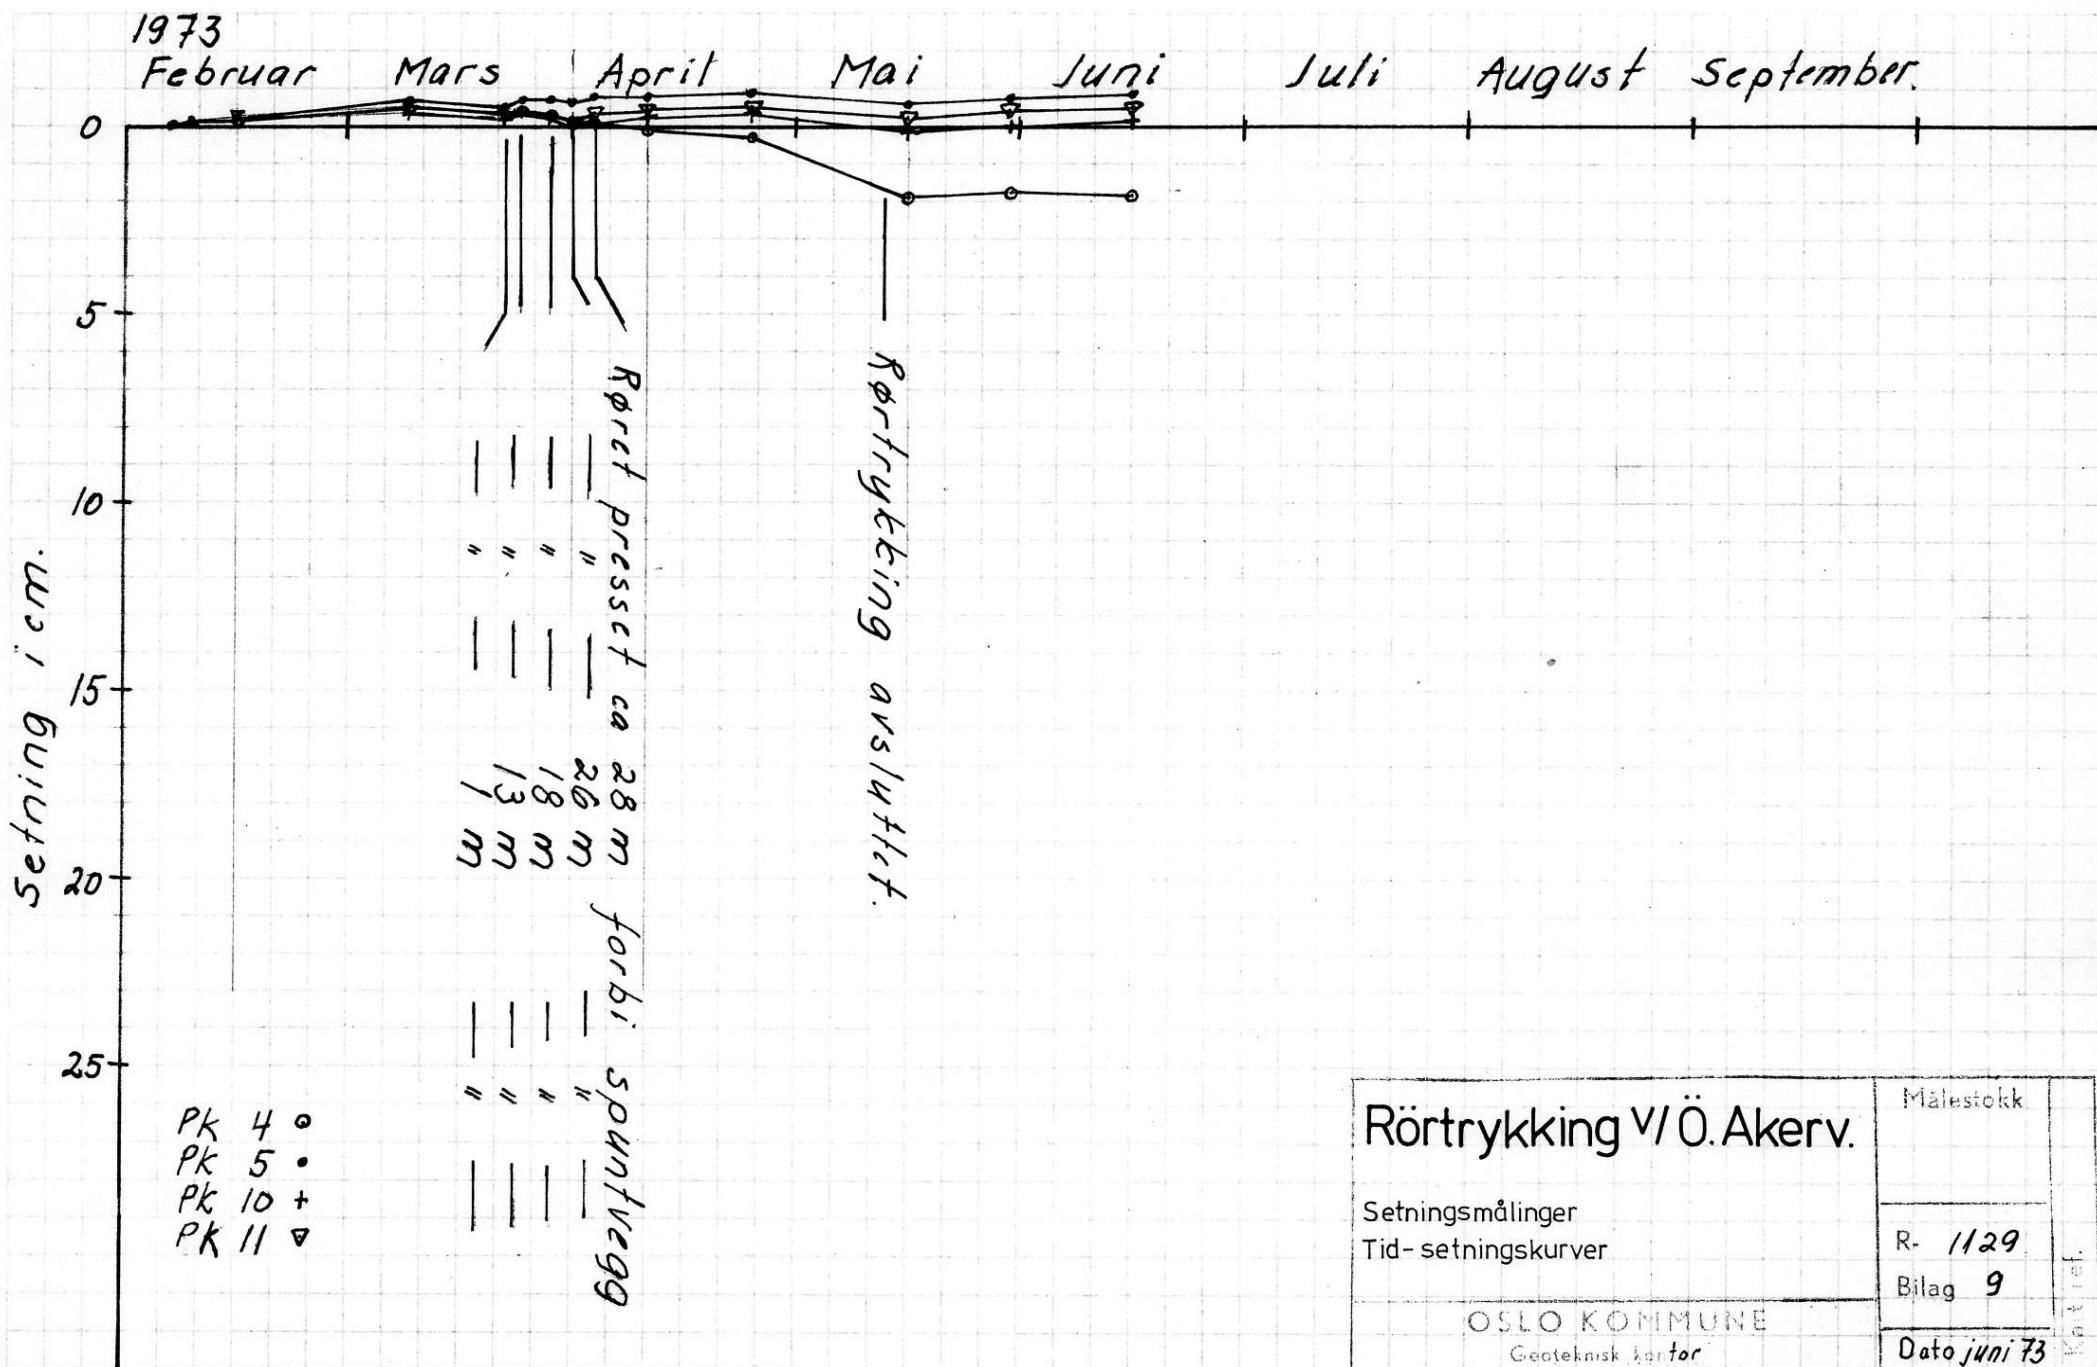 1973
Februar Mars April Mai Juni Juli August September.
0
5
10
15
20
25
Setning i cm.
Røret presset ca 28 m forbi spuntvegg
— " — 26 m — " —
— " — 18 m — " —
— " — 13 m — " —
— " — 1 m — " —
Rørtrykking avsluttet.
Pk 4
Pk 5
Pk 10 +
Pk 11
Rörtrykking V/Ö. Akerv.
Setningsmålinger
Tid-setningskurver
OSLO KOMMUNE
Geoteknisk kontor
Målestokk
R- 1129
Bilag 9
Dato juni 73
Kart ref.